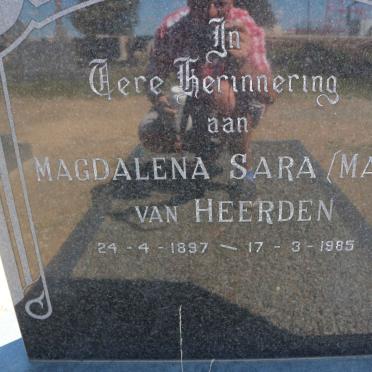 In
Tere Herinnering
aan
MAGDALENA SARA (MA
VAN HEERDEN
24 - 4 - 1897 ~ 17 - 3 - 1985